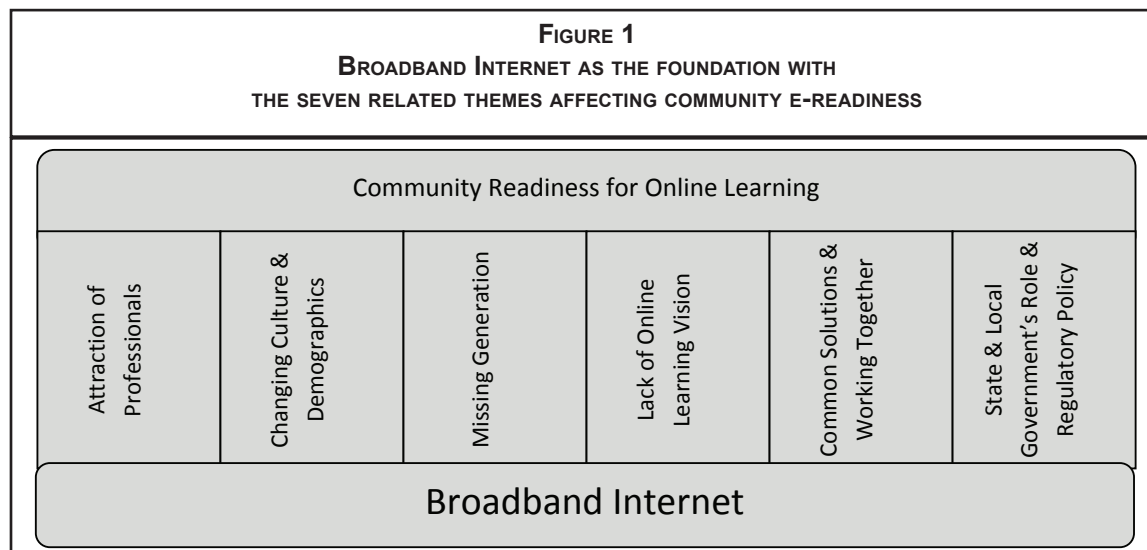 FIGURE 1
BROADBAND INTERNET AS THE FOUNDATION WITH
THE SEVEN RELATED THEMES AFFECTING COMMUNITY E-READINESS
Community Readiness for Online Learning
Attraction of
Professionals
Changing Culture &
Demographics
Missing Generation
Lack of Online
Learning Vision
Common Solutions &
Working Together
State & Local
Government’s Role &
Regulatory Policy
Broadband Internet